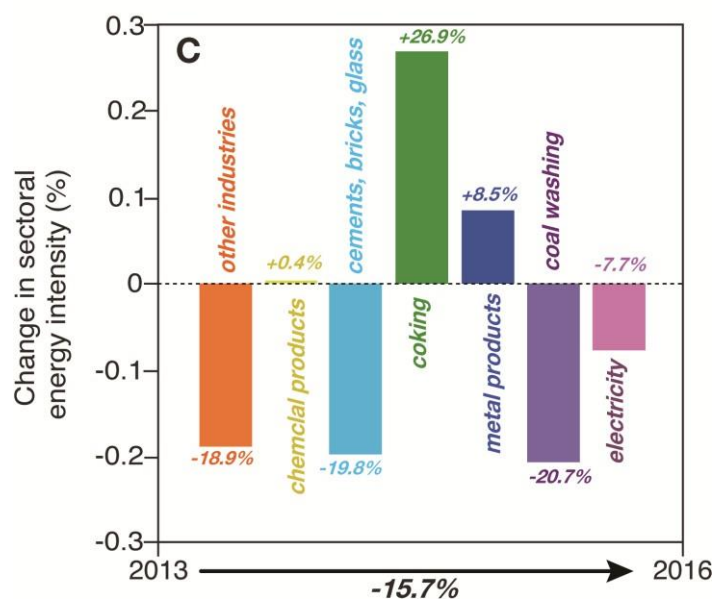 C
0.3
0.2
0.1
0
-0.1
-0.2
-0.3
Change in sectoral
energy intensity (%)
other industries
-18.9%
+0.4%
chemclal products
cements, bricks, glass
-19.8%
+26.9%
coking
+8.5%
metal products
coal washing
-20.7%
-7.7%
electricity
2013
2016
-15.7%